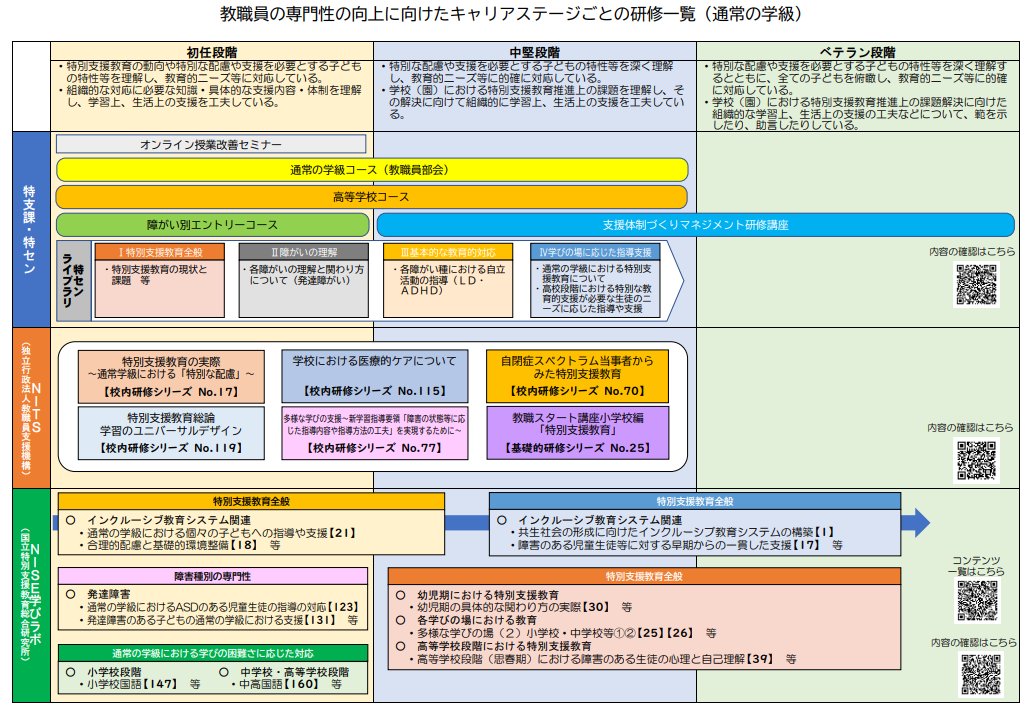 教職員の専門性の向上に向けたキャリアステージごとの研修一覧（通常の学級）
初任段階
・特別支援教育の動向や特別な配慮や支援を必要とする子ども
の特性等を理解し、教育的ニーズ等に対応している。
・組織的な対応に必要な知識・具体的な支援内容・体制を理解
し、学習上、生活上の支援を工夫している。
中堅段階
・特別な配慮や支援を必要とする子どもの特性等を深く理解
し、教育的ニーズ等に的確に対応している。
・学校（園）における特別支援教育推進上の課題を理解し、そ
の解決に向けて組織的に学習上、生活上の支援を工夫してい
る。
ベテラン段階
・特別な配慮や支援を必要とする子どもの特性等を深く理解す
るとともに、全ての子どもを俯瞰し、教育的ニーズ等に的確
に対応している。
・学校（園）における特別支援教育推進上の課題解決に向けた
組織的な学習上、生活上の支援の工夫などについて、範を示
したり、助言したりしている。
特支課・特セン
オンライン授業改善セミナー
通常の学級コース（教職員部会）
高等学校コース
障がい別エントリーコース
支援体制づくりマネジメント研修講座
特セン
ライブラリ
Ⅰ特別支援教育全般
・特別支援教育の現状と
課題　等
Ⅱ障がいの理解
・各障がいの理解と関わり方
について（発達障がい）
Ⅲ基本的な教育的対応
・各障がい種における自立
活動の指導（ＬＤ・
ＡＤＨＤ）
Ⅳ学びの場に応じた指導支援
・通常の学級における特別支
援教育について
・高校段階における特別な教
育的支援が必要な生徒のニ
ーズに応じた指導や支援
内容の確認はこちら
NITS
（独立行政法人教職員支援機構）
特別支援教育の実際
～通常学級における「特別な配慮」～
【校内研修シリーズ No.17】
学校における医療的ケアについて
【校内研修シリーズ No.115】
自閉症スペクトラム当事者から
みた特別支援教育
【校内研修シリーズ No.70】
特別支援教育総論
学習のユニバーサルデザイン
【校内研修シリーズ No.119】
多様な学びの支援～新学習指導要領「障害の状態等に応
じた指導内容や指導方法の工夫」を実現するために～
【校内研修シリーズ No.77】
教職スタート講座小学校編
「特別支援教育」
【基礎的研修シリーズ No.25】
内容の確認はこちら
NISE学びラボ
（国立特別支援教育総合研究所）
特別支援教育全般
〇　インクルーシブ教育システム関連
・通常の学級における個々の子どもへの指導や支援【21】
・合理的配慮と基礎的環境整備【18】　等
特別支援教育全般
〇　インクルーシブ教育システム関連
・共生社会の形成に向けたインクルーシブ教育システムの構築【1】
・障害のある児童生徒等に対する早期からの一貫した支援【17】　等
障害種別の専門性
〇　発達障害
・通常の学級におけるASDのある児童生徒の指導の対応【123】
・発達障害のある子どもの通常の学級における支援【131】　等
特別支援教育全般
〇　幼児期における特別支援教育
・幼児期の具体的な関わり方の実際【30】　等
〇　各学びの場における教育
・多様な学びの場（２）小学校・中学校等①②【25】【26】　等
〇　高等学校段階における特別支援教育
・高等学校段階（思春期）における障害のある生徒の心理と自己理解【39】　等
通常の学級における学びの困難さに応じた対応
〇　小学校段階
・小学校国語【147】　等
〇　中学校・高等学校段階
・中高国語【160】　等
コンテンツ
一覧はこちら
内容の確認はこちら